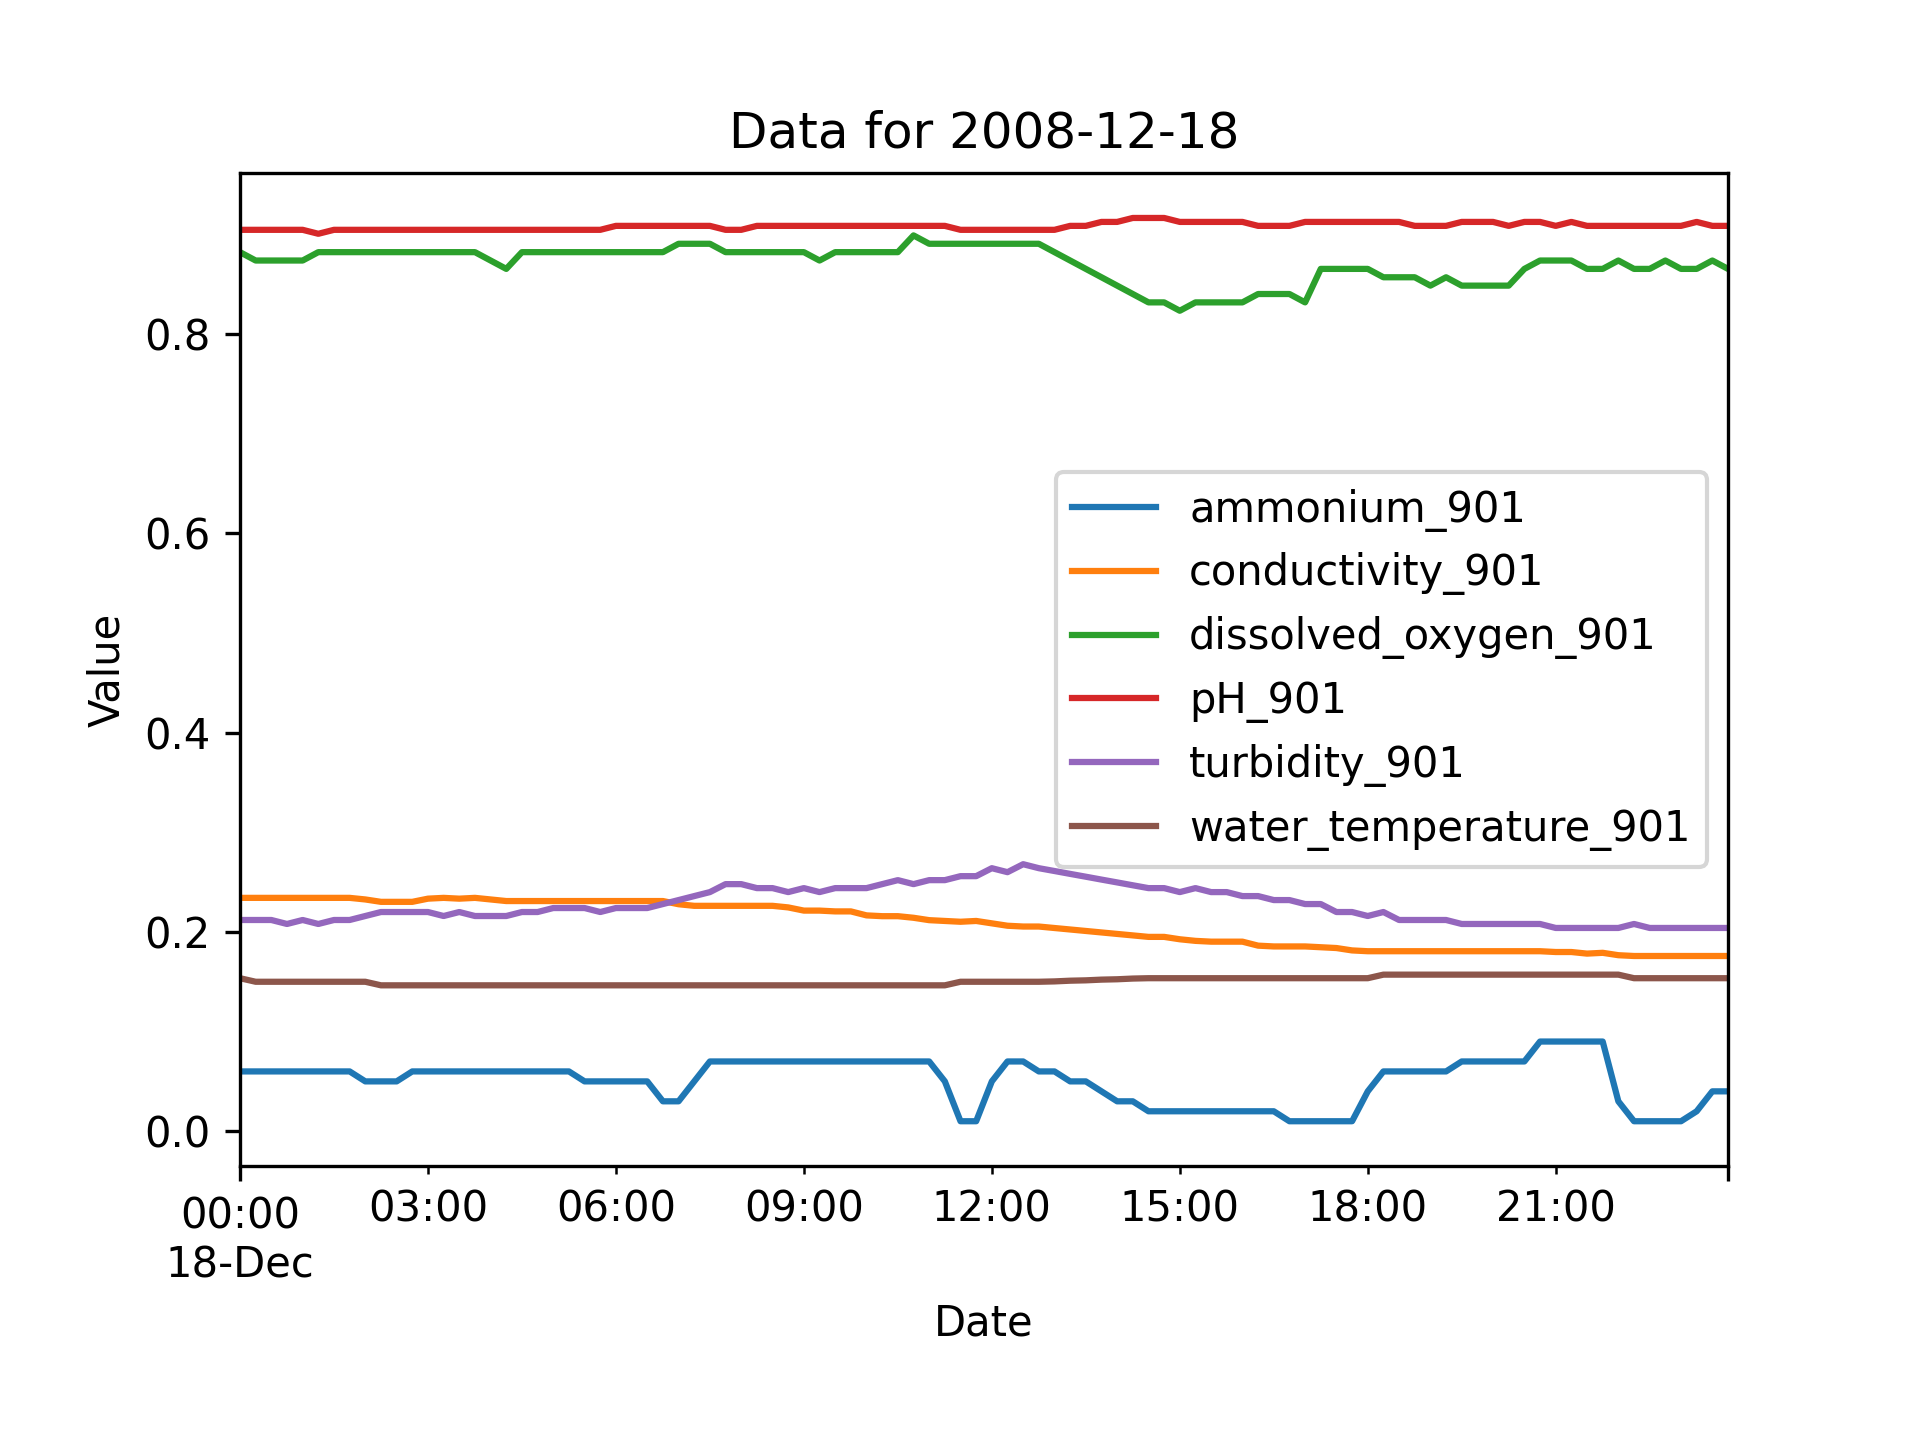 Data for 2008-12-18
Value
0.8
0.6
0.4
0.2
0.0
ammonium_901
conductivity_901
dissolved_oxygen_901
pH_901
turbidity_901
water_temperature_901
00:00 03:00 06:00 09:00 12:00 15:00 18:00 21:00
18-Dec
Date